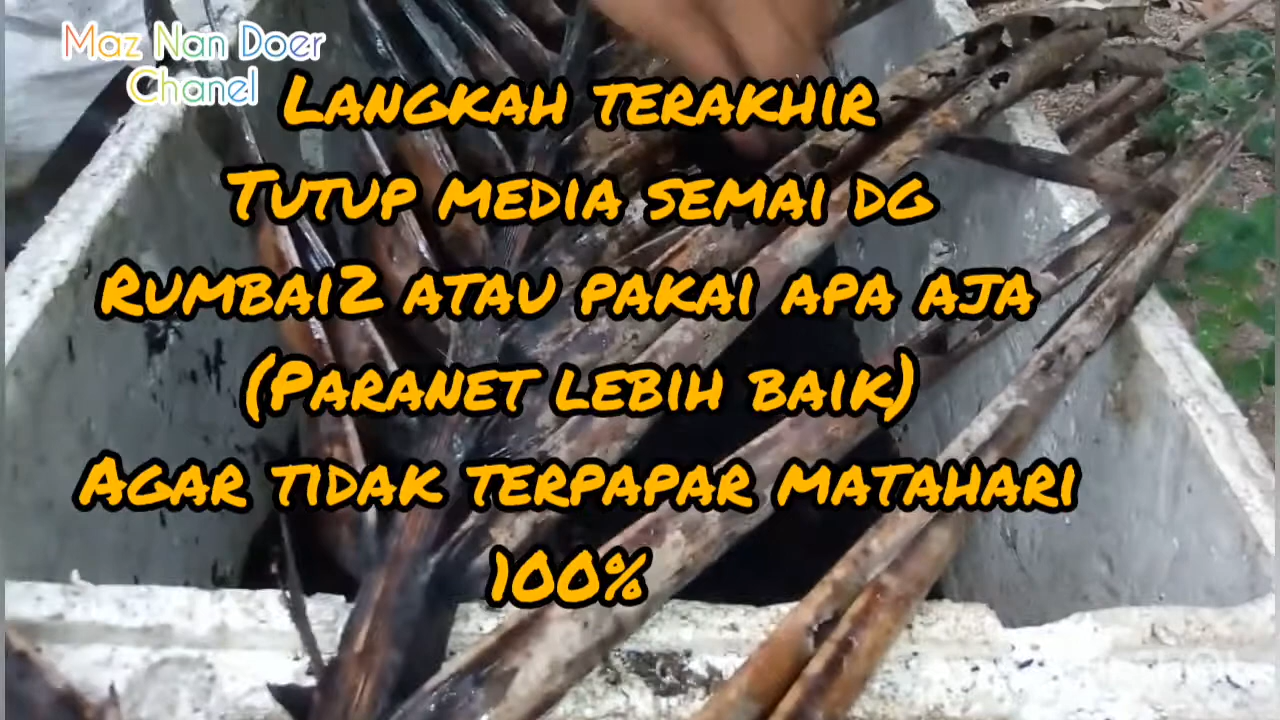 Maz Nan Doer
Chanel
Langkah terakhir
Tutup media semai dg
Rumbai2 atau pakai apa aja
(Paranet lebih baik)
Agar tidak terpapar matahari
100%